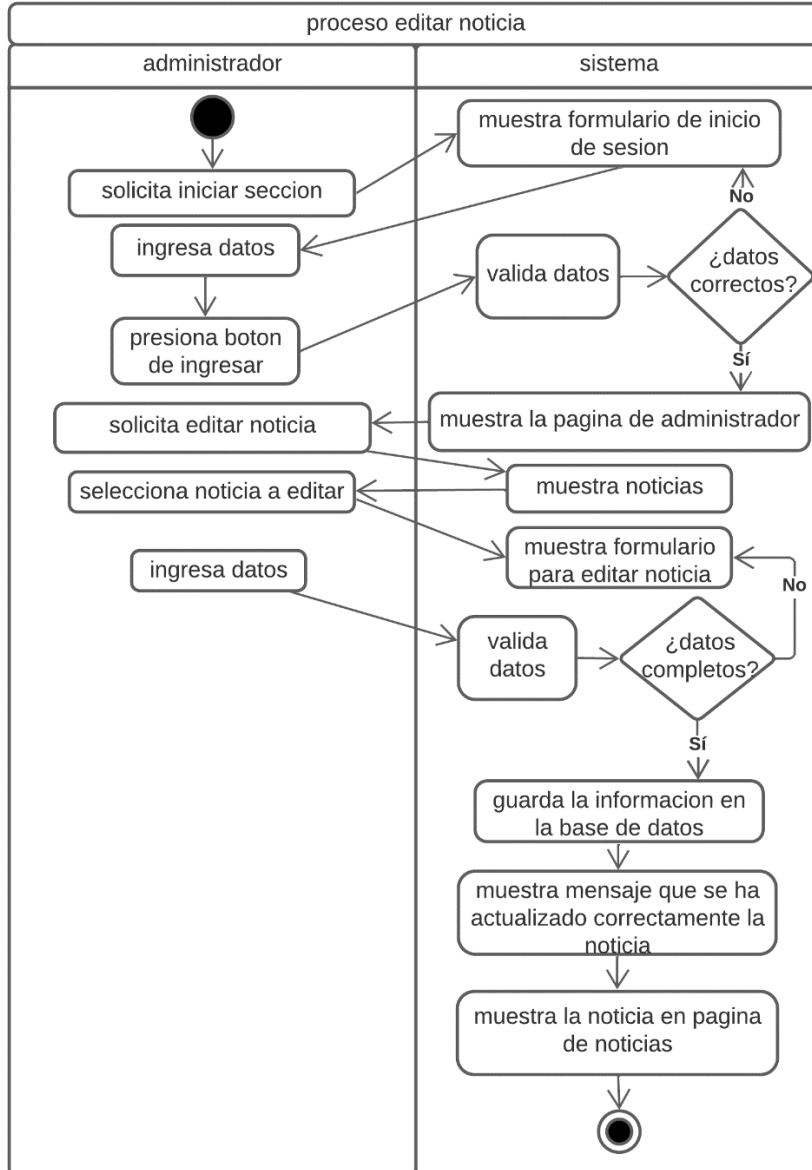 proceso editar noticia
administrador
sistema
muestra formulario de inicio
de sesion
solicita iniciar seccion
No
ingresa datos
valida datos
¿datos
correctos?
presiona boton
de ingresar
Sí
solicita editar noticia
muestra la pagina de administrador
selecciona noticia a editar
muestra noticias
ingresa datos
muestra formulario
para editar noticia
No
valida
datos
¿datos
completos?
Sí
guarda la informacion en
la base de datos
muestra mensaje que se ha
actualizado correctamente la
noticia
muestra la noticia en pagina
de noticias